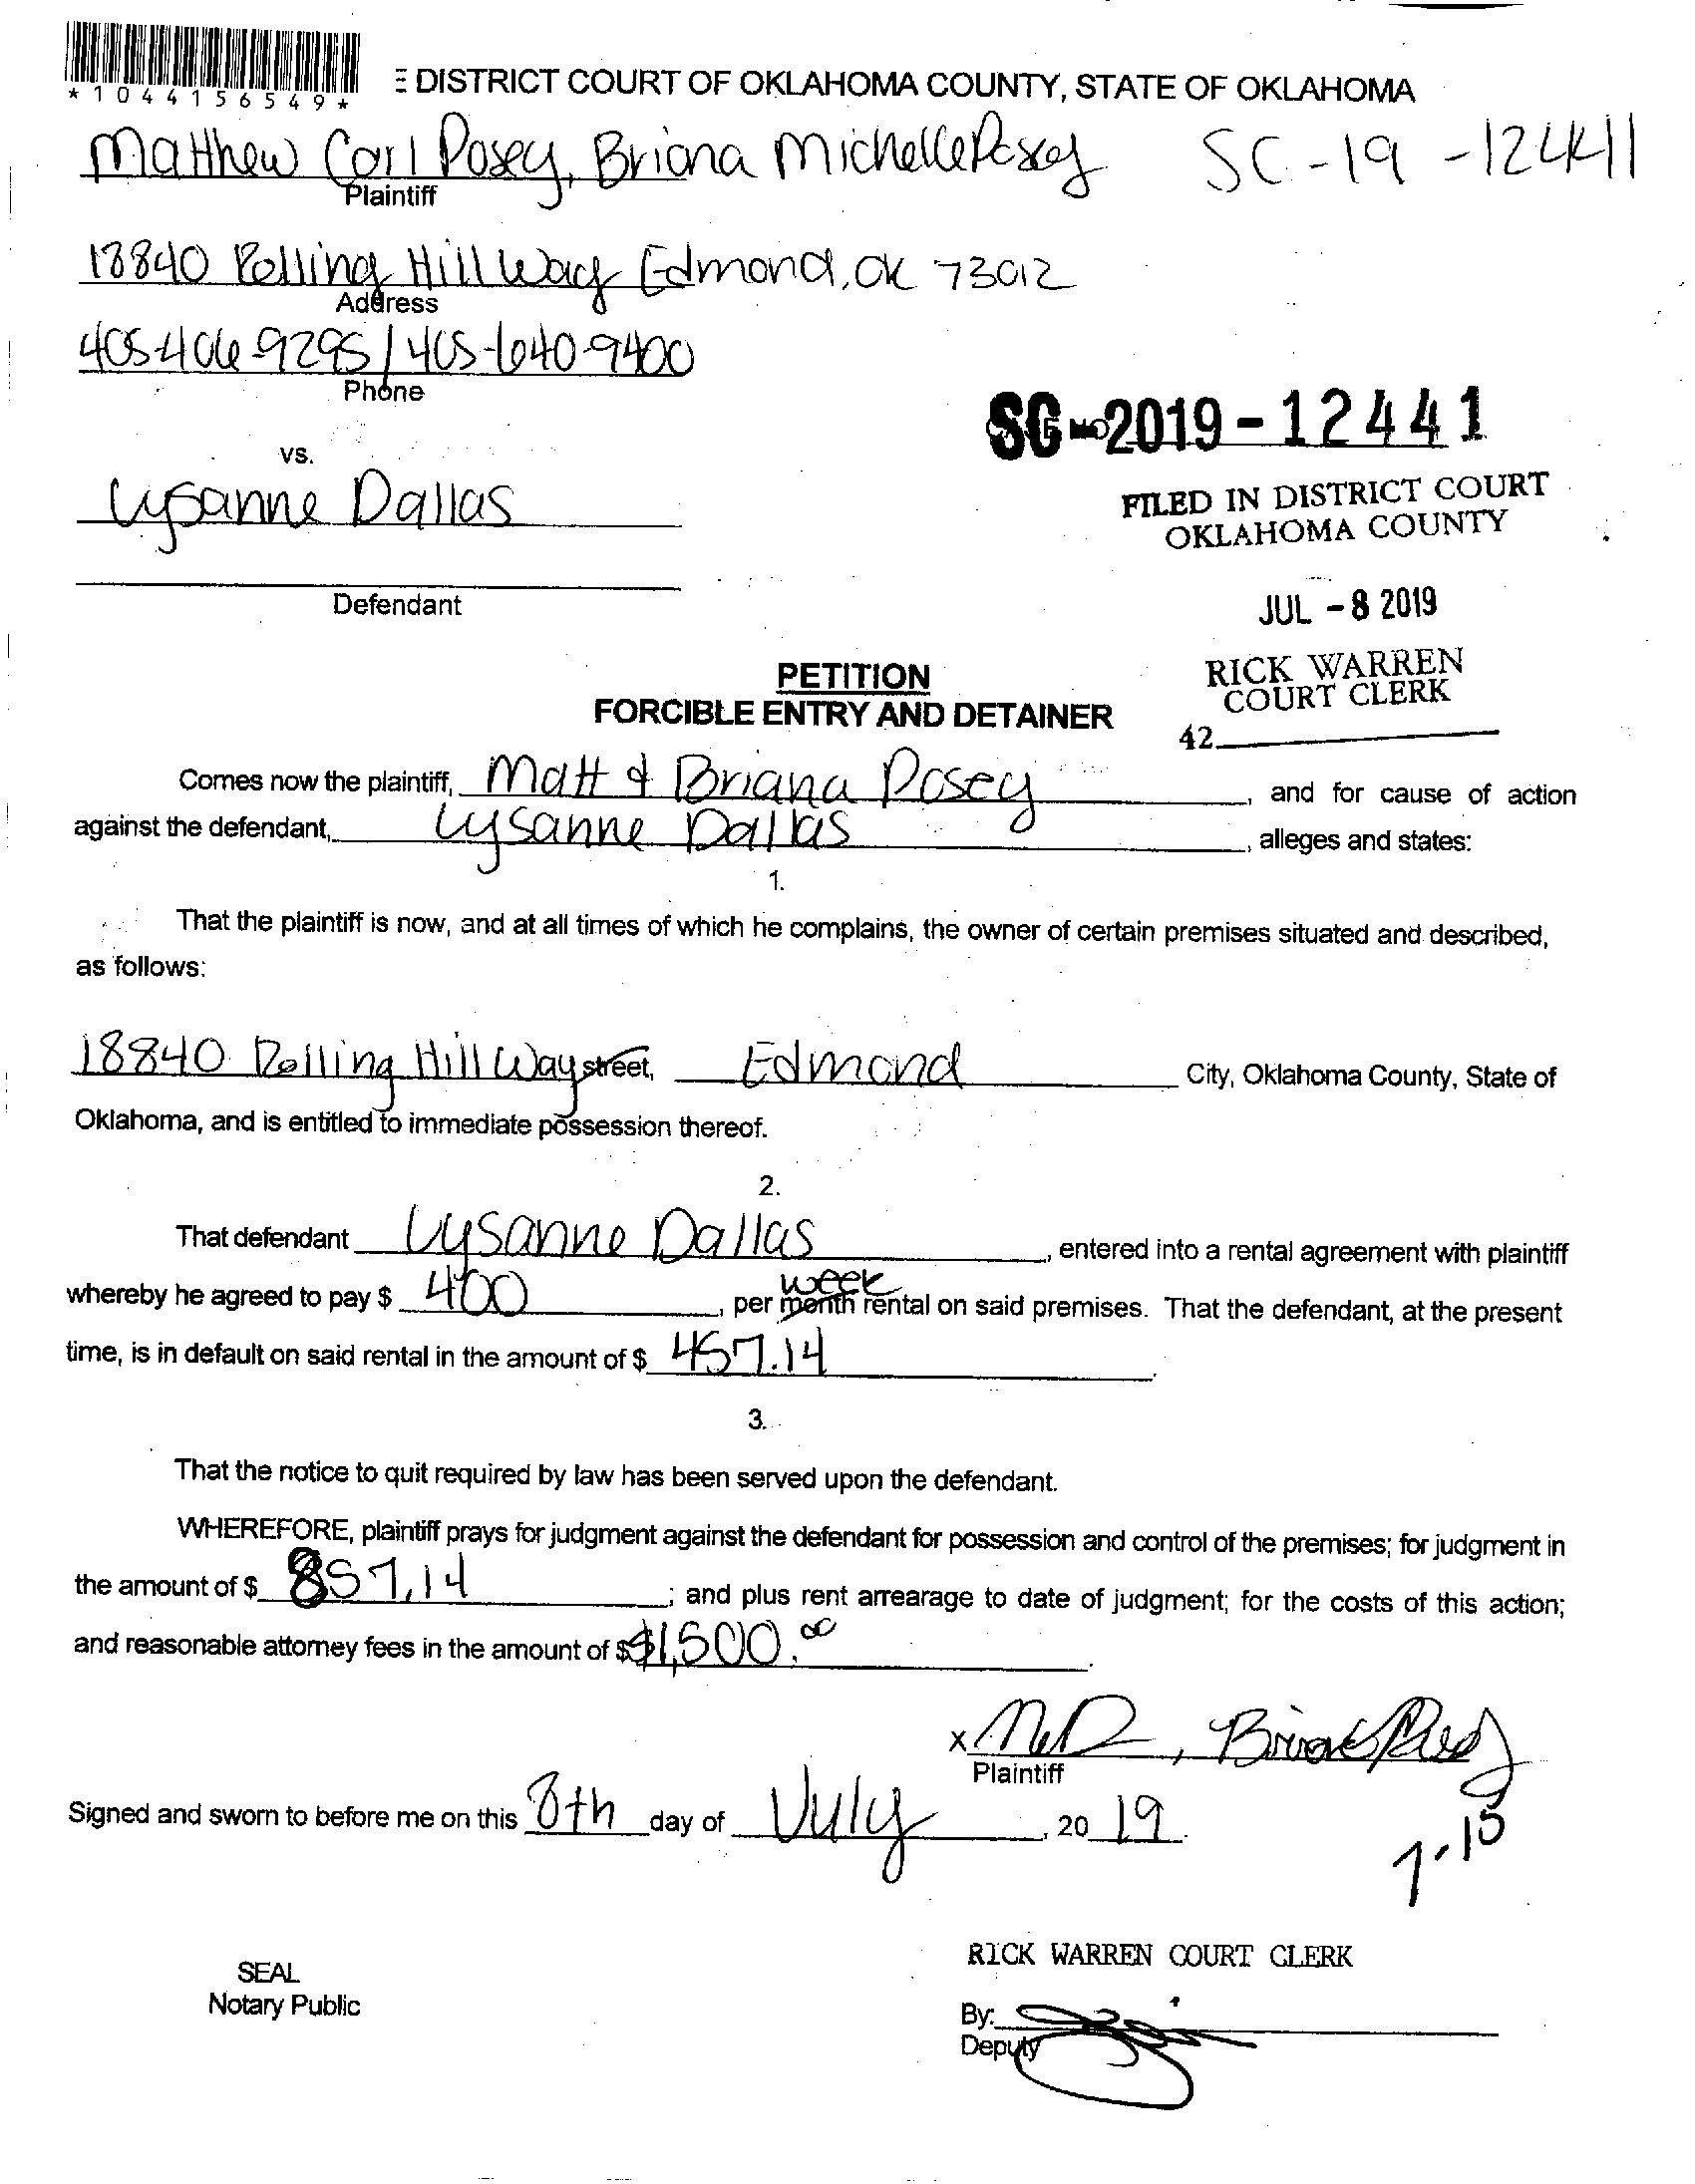 *1044156549*
E DISTRICT COURT OF OKLAHOMA COUNTY, STATE OF OKLAHOMA
Matthew Carl Posey, Briana Michelle Posey SC-19-12441
Plaintiff
18840 Rolling Hill Way Edmond, OK 73012
Address
405-406-9295 / 405-640-9400
Phone
SC-2019-12441
vs.
Lysanne Dallas
FILED IN DISTRICT COURT
OKLAHOMA COUNTY
Defendant
JUL -8 2019
PETITION
RICK WARREN
COURT CLERK
FORCIBLE ENTRY AND DETAINER
42
Comes now the plaintiff, Matt & Briana Posey, and for cause of action
against the defendant, Lysanne Dallas, alleges and states:
1.
That the plaintiff is now, and at all times of which he complains, the owner of certain premises situated and described,
as follows:
18840 Rolling Hill Way street, Edmond City, Oklahoma County, State of
Oklahoma, and is entitled to immediate possession thereof.
2.
That defendant Lysanne Dallas, entered into a rental agreement with plaintiff
week
whereby he agreed to pay $ 400, per month rental on said premises. That the defendant, at the present
time, is in default on said rental in the amount of $ 457.14.
3.
That the notice to quit required by law has been served upon the defendant.
WHEREFORE, plaintiff prays for judgment against the defendant for possession and control of the premises; for judgment in
the amount of $ 857.14; and plus rent arrearage to date of judgment; for the costs of this action;
and reasonable attorney fees in the amount of $ $1,500.00.
x
Plaintiff
Signed and sworn to before me on this 8th day of July, 20 19.
7-15
RICK WARREN COURT CLERK
SEAL
Notary Public
By:
Deputy